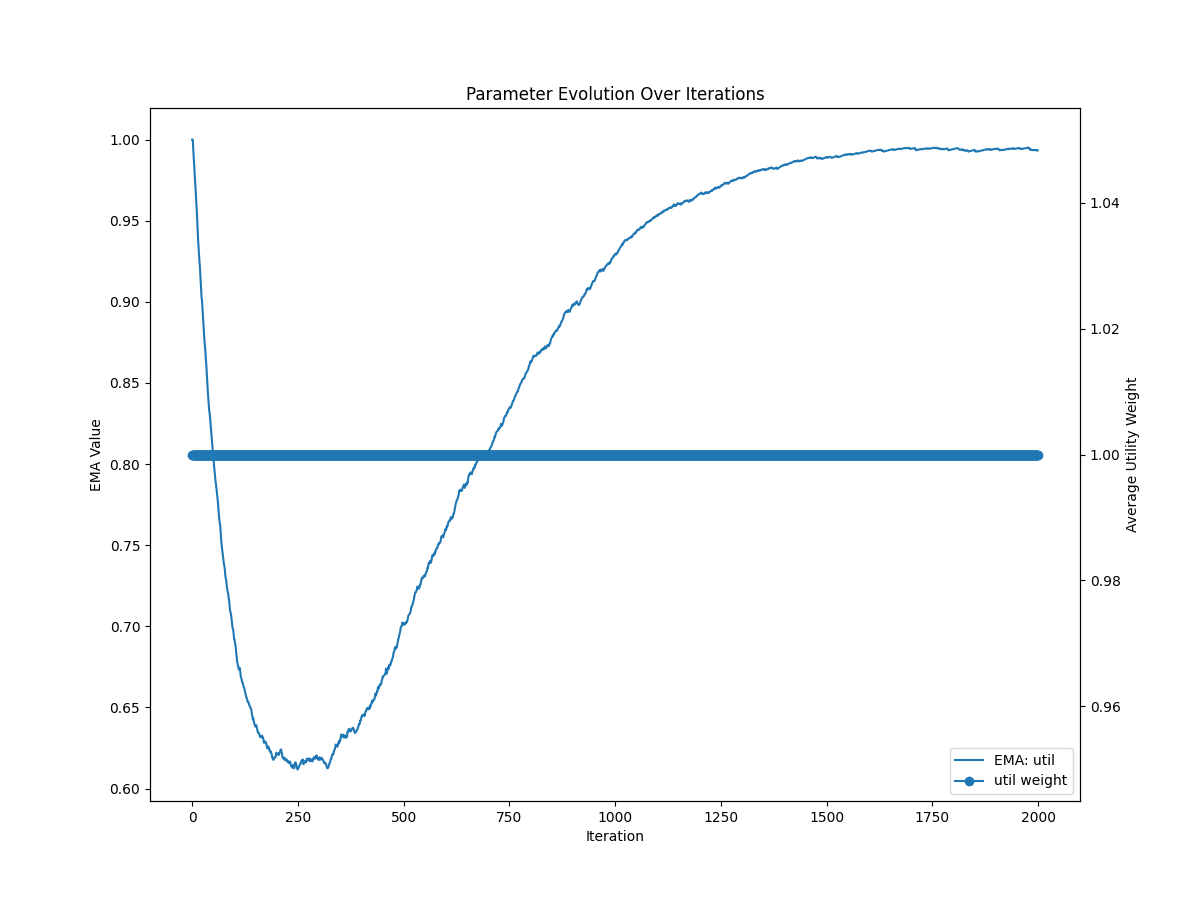 Parameter Evolution Over Iterations
1.00
0.95
0.90
0.85
0.80
0.75
0.70
0.65
0.60
EMA Value
1.04
1.02
1.00
0.98
0.96
Average Utility Weight
EMA: util
util weight
0 250 500 750 1000 1250 1500 1750 2000
Iteration